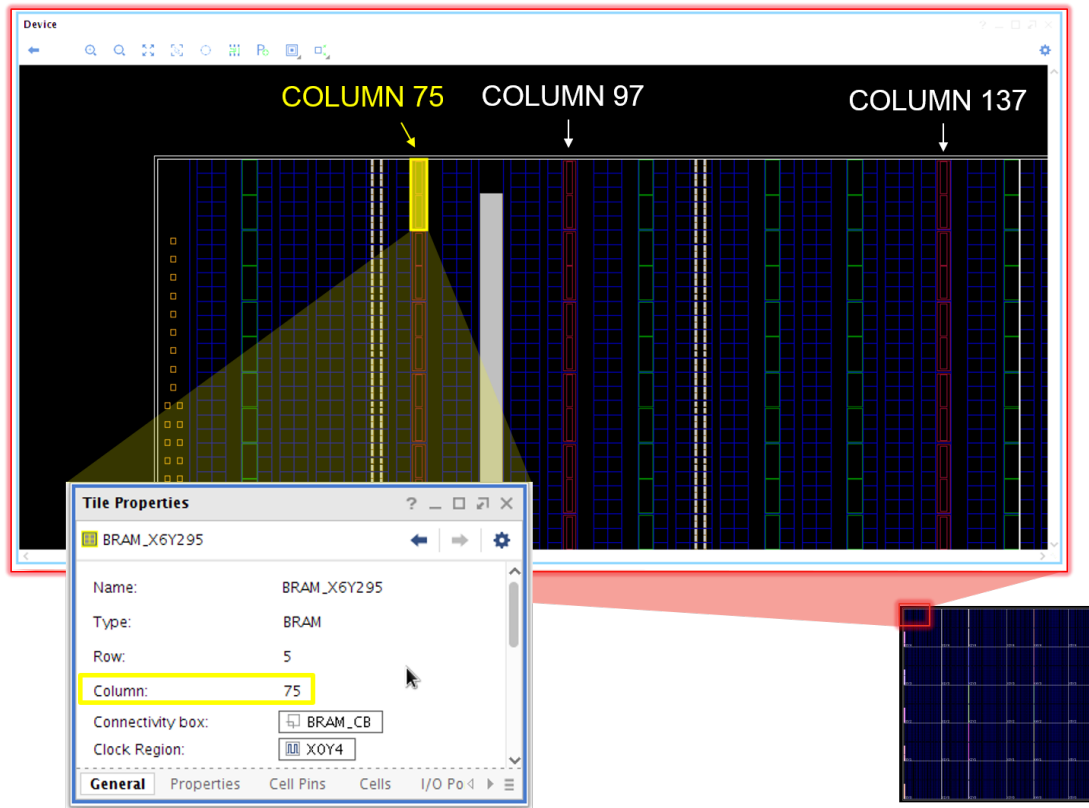 Device
COLUMN 75
COLUMN 97
COLUMN 137
Tile Properties
BRAM_X6Y295
Name: BRAM_X6Y295
Type: BRAM
Row: 5
Column: 75
Connectivity box: BRAM_CB
Clock Region: X0Y4
General Properties Cell Pins Cells I/O Po